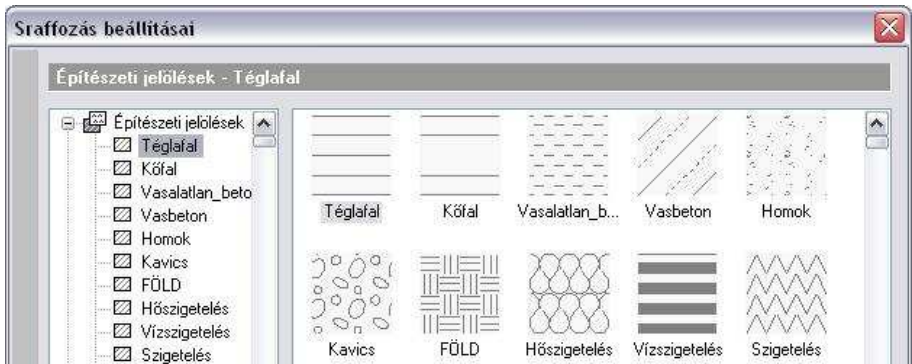 Sraffozás beállításai
Építészeti jelölések - Téglafal
Építészeti jelölések
Téglafal
Kőfal
Vasalatlan_beto
Vasbeton
Homok
Kavics
FÖLD
Hőszigetelés
Vízszigetelés
Szigetelés
Téglafal Kőfal Vasalatlan_b... Vasbeton Homok
Kavics FÖLD Hőszigetelés Vízszigetelés Szigetelés